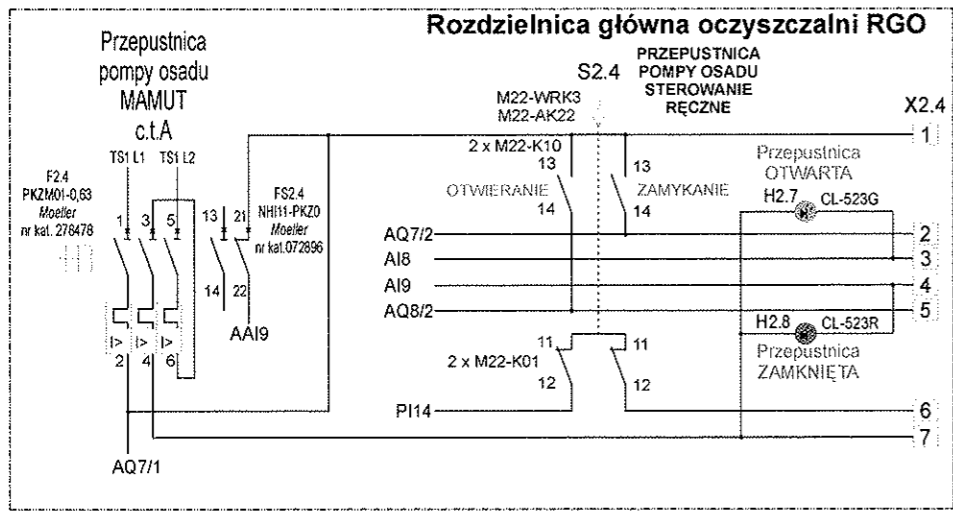 Rozdzielnica główna oczyszczalni RGO
Przepustnica
pompy osadu
MAMUT
c.t.A
TS1 L1 TS1 L2
F2.4
PKZM01-0,63
Moeller
nr kat. 278478
1 3 5
13 21
FS2.4
NHI11-PKZ0
Moeller
nr kat.072896
14 22
AAI9
I> I> I>
2 4 6
AQ7/1
S2.4
PRZEPUSTNICA
POMPY OSADU
STEROWANIE
RĘCZNE
M22-WRK3
M22-AK22
2 x M22-K10
13 13
OTWIERANIE ZAMYKANIE
14 14
AQ7/2
AI8
AI9
AQ8/2
11 11
2 x M22-K01
12 12
PI14
Przepustnica
OTWARTA
H2.7 CL-523G
H2.8 CL-523R
Przepustnica
ZAMKNIĘTA
X2.4
1
2
3
4
5
6
7